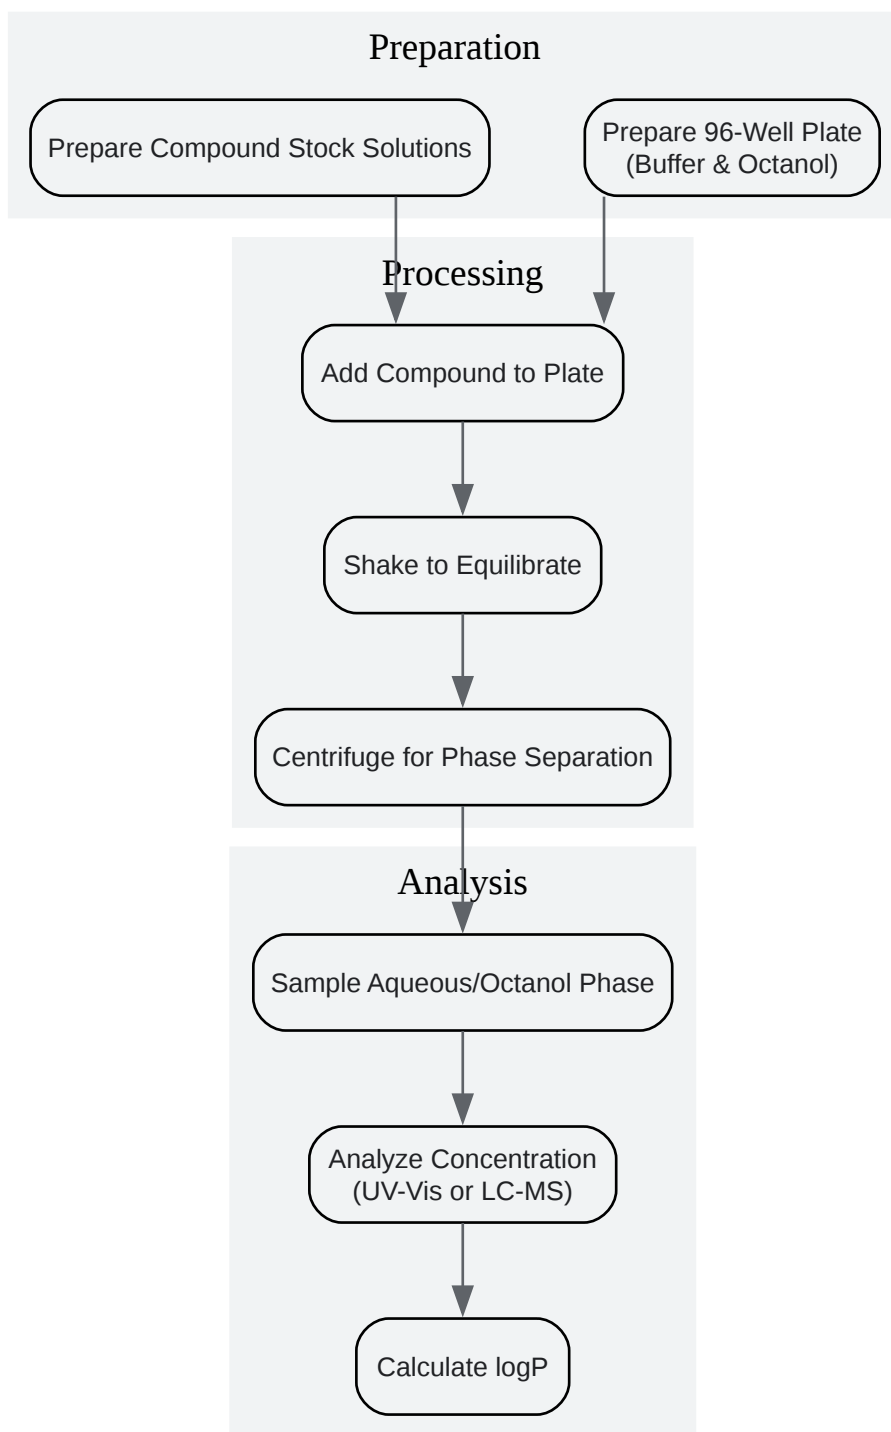 Preparation
Prepare Compound Stock Solutions
Prepare 96-Well Plate
(Buffer & Octanol)
Processing
Add Compound to Plate
Shake to Equilibrate
Centrifuge for Phase Separation
Analysis
Sample Aqueous/Octanol Phase
Analyze Concentration
(UV-Vis or LC-MS)
Calculate logP